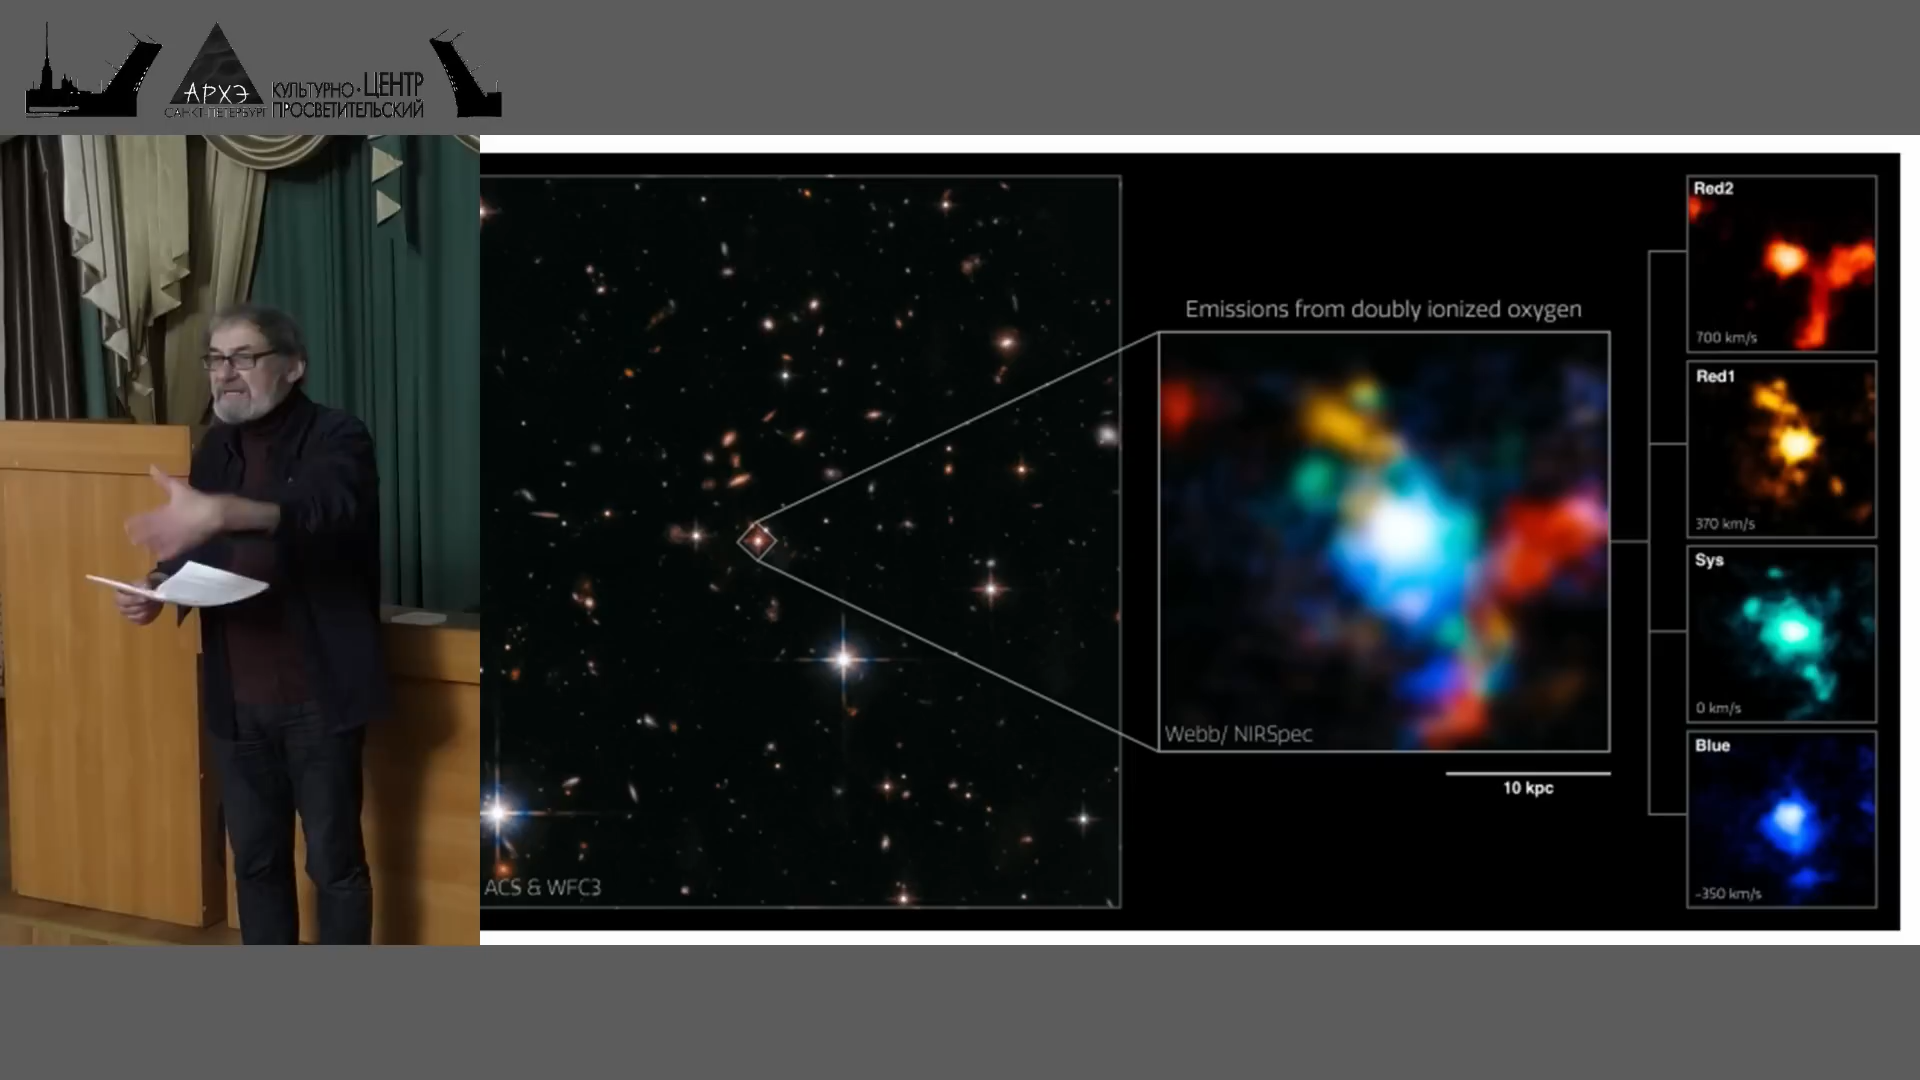 АРХЭ
САНКТ-ПЕТЕРБУРГ
КУЛЬТУРНО·ЦЕНТР
ПРОСВЕТИТЕЛЬСКИЙ
Emissions from doubly ionized oxygen
Webb/ NIRSpec
10 kpc
ACS & WFC3
Red2
700 km/s
Red1
370 km/s
Sys
0 km/s
Blue
-350 km/s